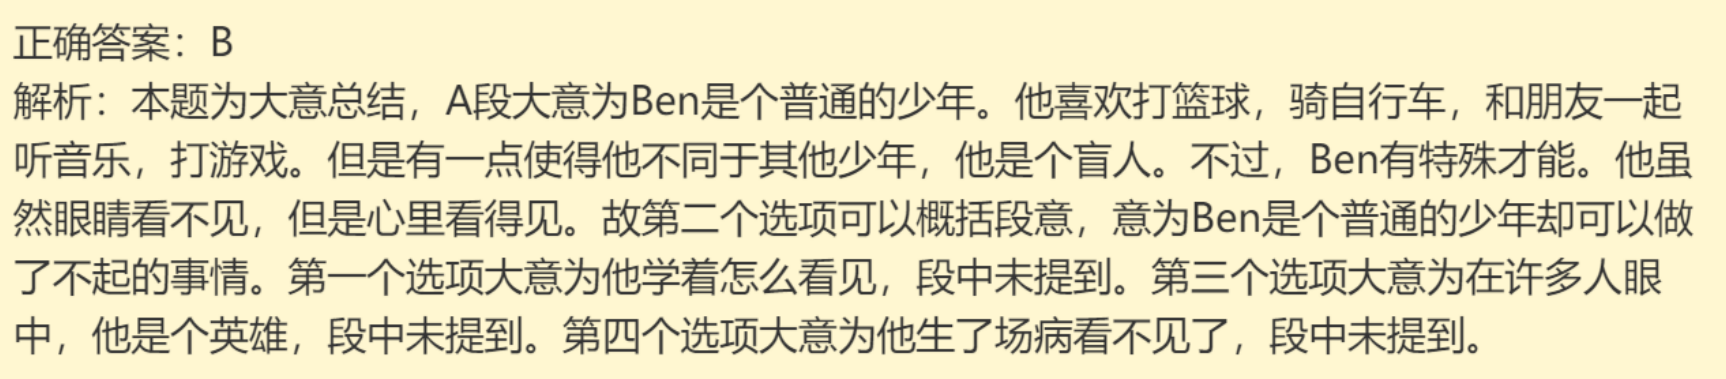 正确答案：B
解析：本题为大意总结，A段大意为Ben是个普通的少年。他喜欢打篮球，骑自行车，和朋友一起
听音乐，打游戏。但是有一点使得他不同于其他少年，他是个盲人。不过，Ben有特殊才能。他虽
然眼睛看不见，但是心里看得见。故第二个选项可以概括段意，意为Ben是个普通的少年却可以做
了不起的事情。第一个选项大意为他学着怎么看见，段中未提到。第三个选项大意为在许多人眼
中，他是个英雄，段中未提到。第四个选项大意为他生了场病看不见了，段中未提到。